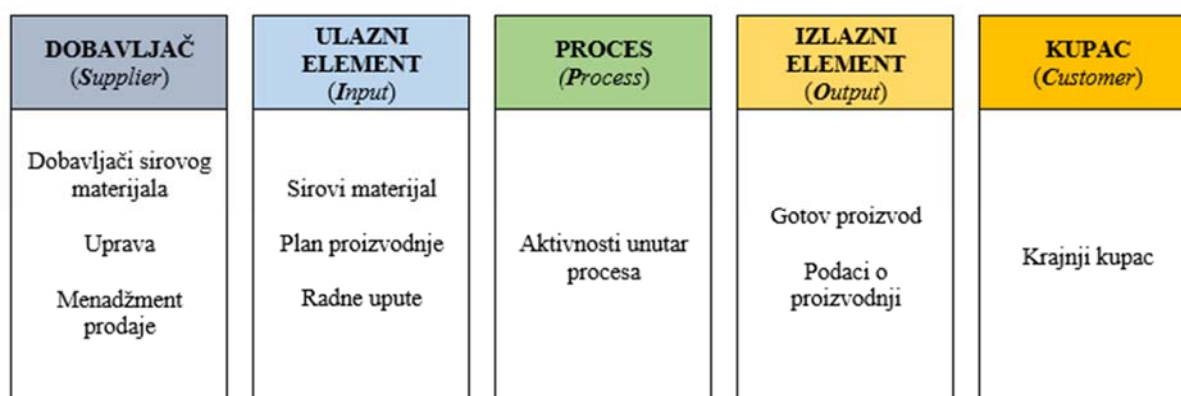 DOBAVLJAČ
(Supplier)
Dobavljači sirovog
materijala
Uprava
Menadžment
prodaje
ULAZNI
ELEMENT
(Input)
Sirovi materijal
Plan proizvodnje
Radne upute
PROCES
(Process)
Aktivnosti unutar
procesa
IZLAZNI
ELEMENT
(Output)
Gotov proizvod
Podaci o
proizvodnji
KUPAC
(Customer)
Krajnji kupac